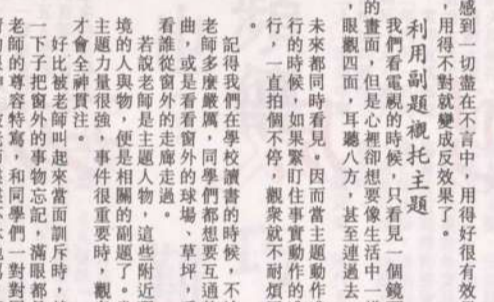 感到一切盡在不言中，用得好很有效
，用得不對就變成反效果了。
利用副題襯托主題
我們看電視的時候，只看見一個鏡
的畫面，但是心裡卻想要像生活中一
，眼觀四面，耳聽八方，甚至連過去
未來都同時看見。因而當主題動作
行的時候，如果緊盯住事實動作的
行，一直拍個不停，觀衆就不耐煩
。
記得我們在學校讀書的時候，不
老師多麼嚴厲，同學們都想要互通
曲，或是看看窗外的球場、草坪，
看誰從窗外的走廊走過。
若說老師是主題人物，這些附近
境的人與物，便是相關的副題了。
主題力量很強，事件很重要時，觀
才會全神貫注。
好比被老師叫起來當面訓斥時，
一下子把窗外的事物忘記，滿眼都
老師的尊容特寫，和同學們一對對